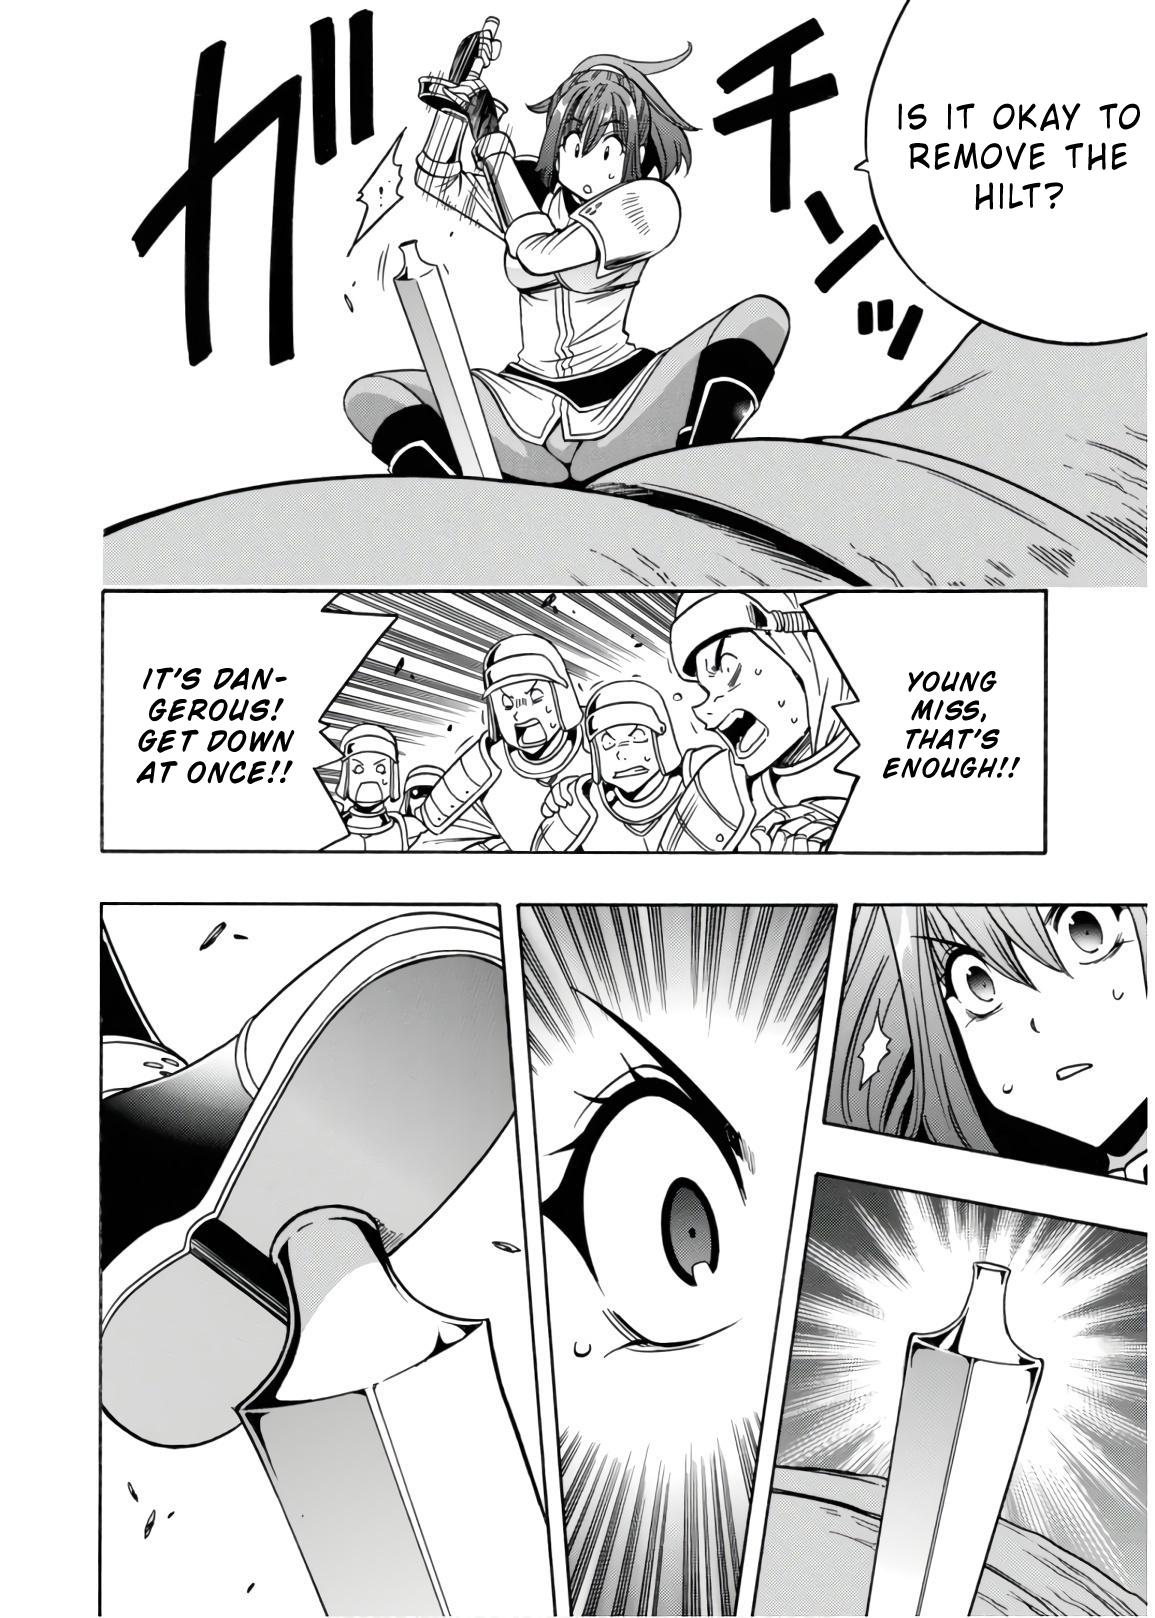 IS IT OKAY TO
REMOVE THE
HILT?
チンッ
ガ
YOUNG
MISS,
THAT'S
ENOUGH!!
IT'S DAN-
GEROUS!
GET DOWN
AT ONCE!!